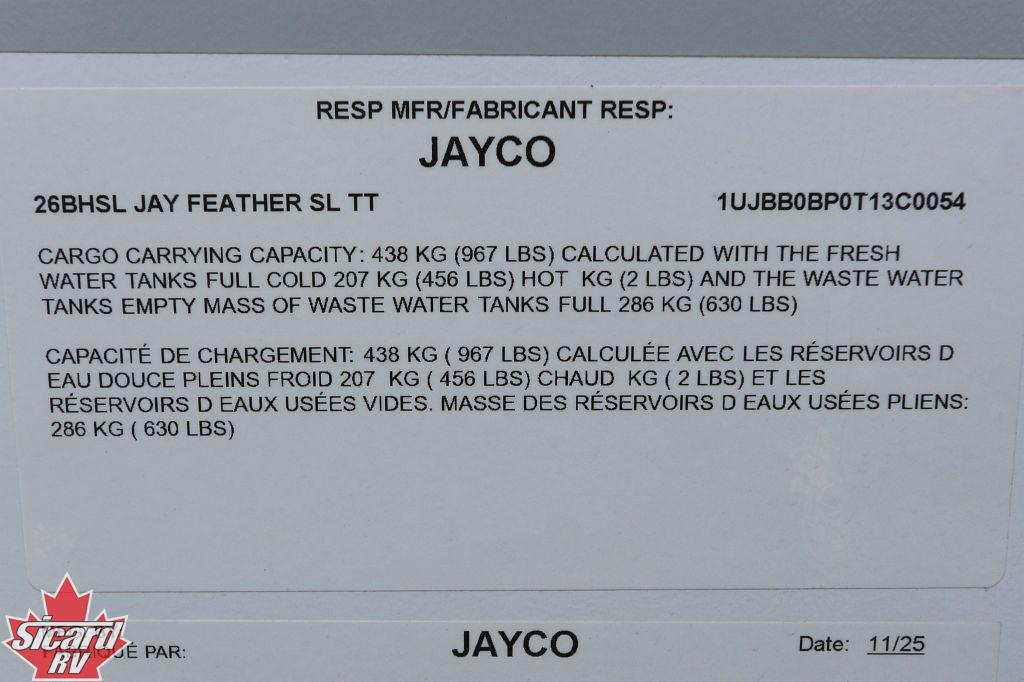 RESP MFR/FABRICANT RESP:
JAYCO
26BHSL JAY FEATHER SL TT 1UJBB0BP0T13C0054
CARGO CARRYING CAPACITY: 438 KG (967 LBS) CALCULATED WITH THE FRESH
WATER TANKS FULL COLD 207 KG (456 LBS) HOT KG (2 LBS) AND THE WASTE WATER
TANKS EMPTY MASS OF WASTE WATER TANKS FULL 286 KG (630 LBS)
CAPACITÉ DE CHARGEMENT: 438 KG ( 967 LBS) CALCULÉE AVEC LES RÉSERVOIRS D
EAU DOUCE PLEINS FROID 207 KG ( 456 LBS) CHAUD KG ( 2 LBS) ET LES
RÉSERVOIRS D EAUX USÉES VIDES. MASSE DES RÉSERVOIRS D EAUX USÉES PLIENS:
286 KG ( 630 LBS)
PAR: JAYCO Date: 11/25
Sicard
RV